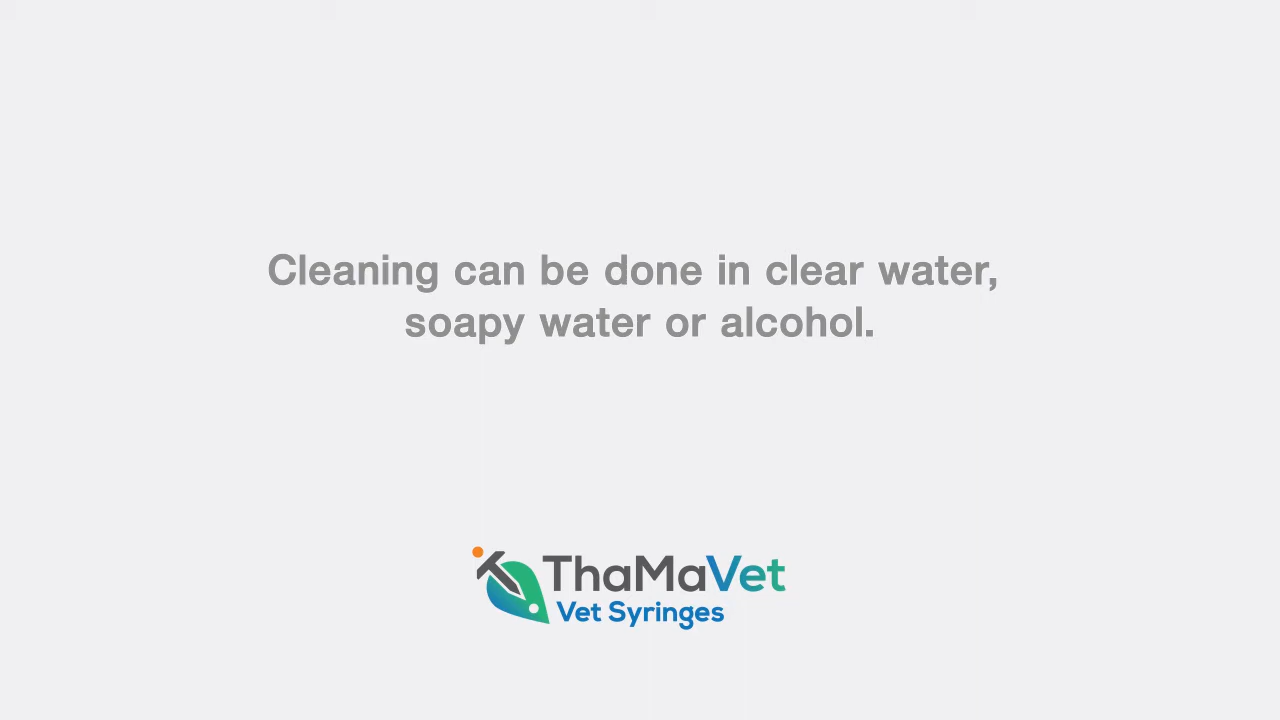 Cleaning can be done in clear water,
soapy water or alcohol.
ThaMaVet
Vet Syringes